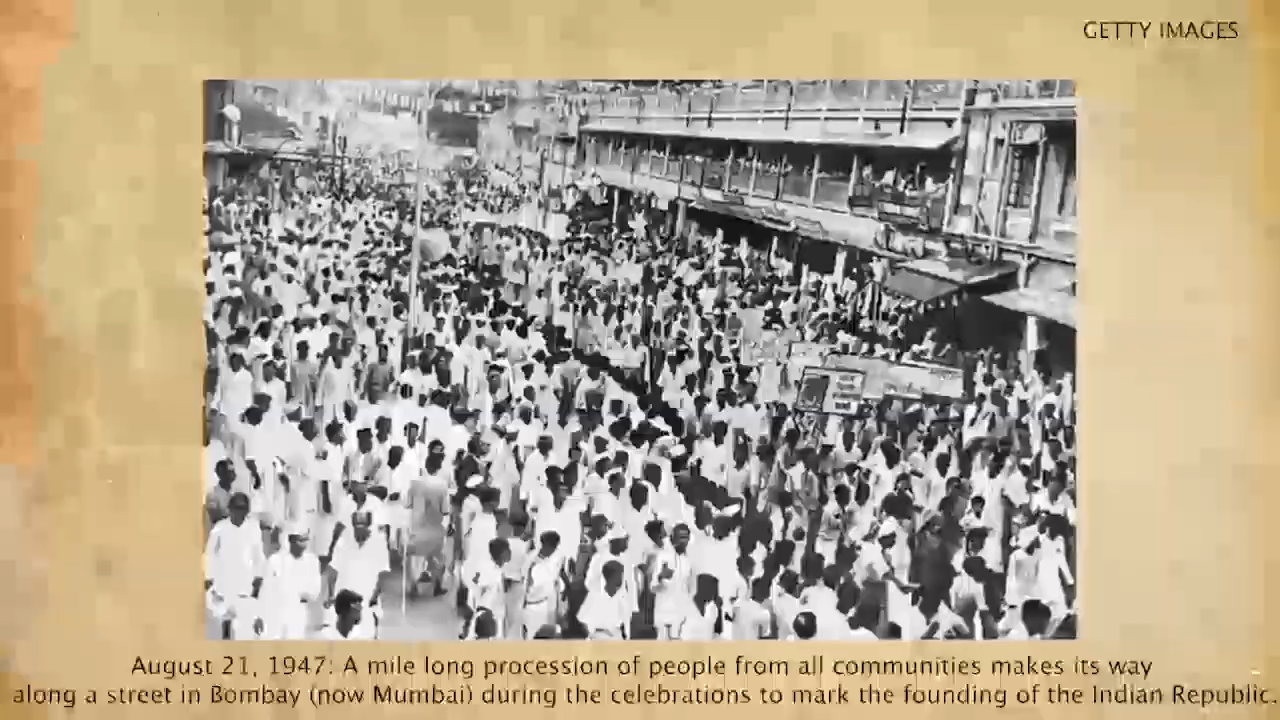 GETTY IMAGES
August 21, 1947: A mile long procession of people from all communities makes its way
along a street in Bombay (now Mumbai) during the celebrations to mark the founding of the Indian Republic.